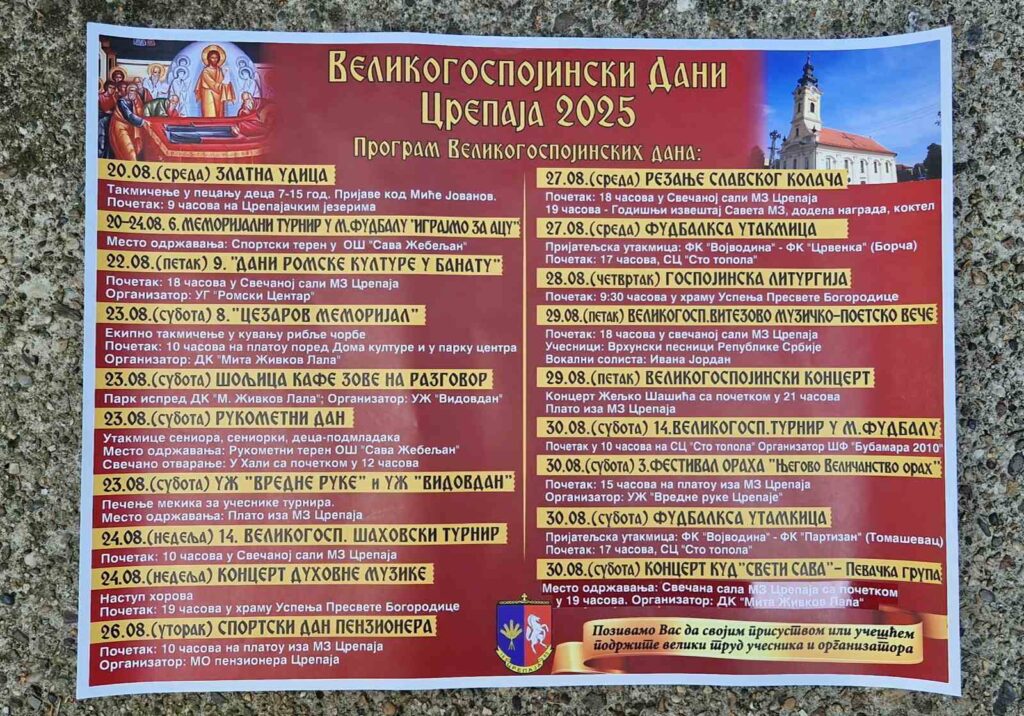 Великогоспојински Дани
Црепаја 2025
Програм Великогоспојинских дана:
20.08.(среда) ЗЛАТНА УДИЦА
Такмичење у пецању деца 7-15 год. Пријаве код Миће Јованов.
Почетак: 9 часова на Црепајачким језерима
20-24.08. 6. МЕМОРИЈАЛНИ ТУРНИР У М.ФУДБАЛУ "ИГРАЈМО ЗА АЦУ"
Место одржавања: Спортски терен у ОШ "Сава Жебељан"
22.08.(петак) 9. "ДАНИ РОМСКЕ КУЛТУРЕ У БАНАТУ"
Почетак: 18 часова у Свечаној сали МЗ Црепаја
Организатор: УГ "Ромски Центар"
23.08.(субота) 8. "ЦЕЗАРОВ МЕМОРИЈАЛ"
Екипно такмичење у кувању рибље чорбе
Почетак: 10 часова на платоу поред Дома културе и у парку центра
Организатор: ДК "Мита Живков Лала"
23.08.(субота) ШОЉИЦА КАФЕ ЗОВЕ НА РАЗГОВОР
Парк испред ДК "М. Живков Лала"; Организатор: УЖ "Видовдан"
23.08.(субота) РУКОМЕТНИ ДАН
Утакмице сениора, сениорки, деца-подмладака
Место одржавања: Рукометни терен ОШ "Сава Жебељан"
Свечано отварање: У Хали са почетком у 12 часова
23.08.(субота) УЖ "ВРЕДНЕ РУКЕ" и УЖ "ВИДОВДАН"
Печење мекика за учеснике турнира.
Место одржавања: Плато иза МЗ Црепаја
24.08.(недеља) 14. ВЕЛИКОГОСП. ШАХОВСКИ ТУРНИР
Почетак: 10 часова у Свечаној сали МЗ Црепаја
24.08.(недеља) КОНЦЕРТ ДУХОВНЕ МУЗИКЕ
Наступ хорова
Почетак: 19 часова у храму Успења Пресвете Богородице
26.08.(уторак) СПОРТСКИ ДАН ПЕНЗИОНЕРА
Почетак: 10 часова на платоу иза МЗ Црепаја
Организатор: МО пензионера Црепаја
27.08.(среда) РЕЗАЊЕ СЛАВСКОГ КОЛАЧА
Почетак: 18 часова у Свечаној сали МЗ Црепаја
19 часова - Годишњи извештај Савета МЗ, додела награда, коктел
27.08.(среда) ФУДБАЛКСА УТАКМИЦА
Пријатељска утакмица: ФК "Војводина" - ФК "Црвенка" (Борча)
Почетак: 17 часова, СЦ "Сто топола"
28.08.(четвртак) ГОСПОЈИНСКА ЛИТУРГИЈА
Почетак: 9:30 часова у храму Успења Пресвете Богородице
29.08.(петак) ВЕЛИКОГОСП.ВИТЕЗОВО МУЗИЧКО-ПОЕТСКО ВЕЧЕ
Почетак: 18 часова у свечаној сали МЗ Црепаја
Учесници: Врхунски песници Републике Србије
Вокални солиста: Ивана Јордан
29.08.(петак) ВЕЛИКОГОСПОЈИНСКИ КОНЦЕРТ
Концерт Жељко Шашића са почетком у 21 часова
Плато иза МЗ Црепаја
30.08.(субота) 14.ВЕЛИКОГОСП.ТУРНИР У М.ФУДБАЛУ
Почетак у 10 часова на СЦ "Сто топола" Организатор ШФ "Бубамара 2010"
30.08.(субота) 3.ФЕСТИВАЛ ОРАХА "ЊЕГОВО ВЕЛИЧАНСТВО ОРАХ"
Почетак: 15 часова на платоу иза МЗ Црепаја
Организатор: УЖ "Вредне руке Црепаје"
30.08.(субота) ФУДБАЛКСА УТАМКИЦА
Пријатељска утакмица: ФК "Војводина" - ФК "Партизан" (Томашевац)
Почетак: 17 часова, СЦ "Сто топола"
30.08.(субота) КОНЦЕРТ КУД "СВЕТИ САВА" - Певачка група
Место одржавања: Свечана сала МЗ Црепаја са почетком
у 19 часова. Организатор: ДК "Мита Живков Лала"
ЦРЕПАЈА
Позивамо Вас да својим присуством или учешћем
подржите велики труд учесника и организатора